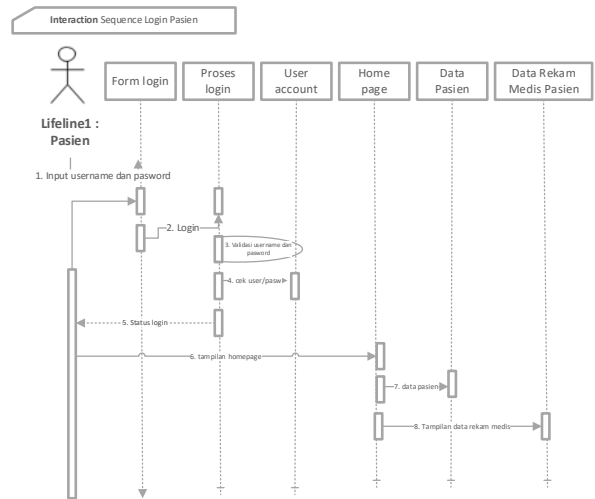 Interaction Sequence Login Pasien
Form login
Proses
login
User
account
Home
page
Data
Pasien
Data Rekam
Medis Pasien
Lifeline1 :
Pasien
1. Input username dan pasword
2. Login
3. Validasi username dan
pasword
4. cek user/pasw
5. Status login
6. tampilan homepage
7. data pasien
8. Tampilan data rekam medis